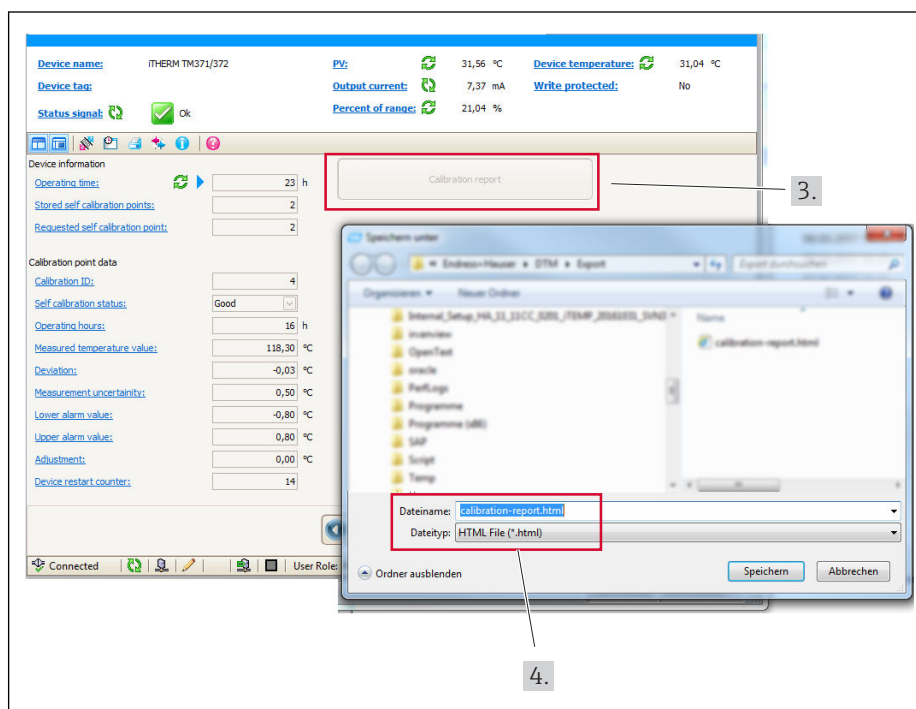 Device name: iTHERM TM371/372 PV: 31,56 °C Device temperature: 31,04 °C
Device tag: Output current: 7,37 mA Write protected: No
Status signal: Ok Percent of range: 21,04 %
Device information
Operating time: 23 h
Calibration report
3.
Stored self calibration points: 2
Requested self calibration point: 2
Calibration point data
Calibration ID: 4
Self calibration status: Good
Operating hours: 16 h
Measured temperature value: 118,30 °C
Deviation: -0,03 °C
Measurement uncertainity: 0,50 °C
Lower alarm value: -0,80 °C
Upper alarm value: 0,80 °C
Adjustment: 0,00 °C
Device restart counter: 14
Connected User Role:
Speichern unter
Endress+Hauser DTM Export Export durchsuchen
Organisieren Neuer Ordner
Name
invanview
calibration-report.html
OpenText
oracle
PerfLogs
Programme
Programme (x86)
SAP
Script
Temp
Dateiname: calibration-report.html
Dateityp: HTML File (*.html)
Ordner ausblenden Speichern Abbrechen
4.